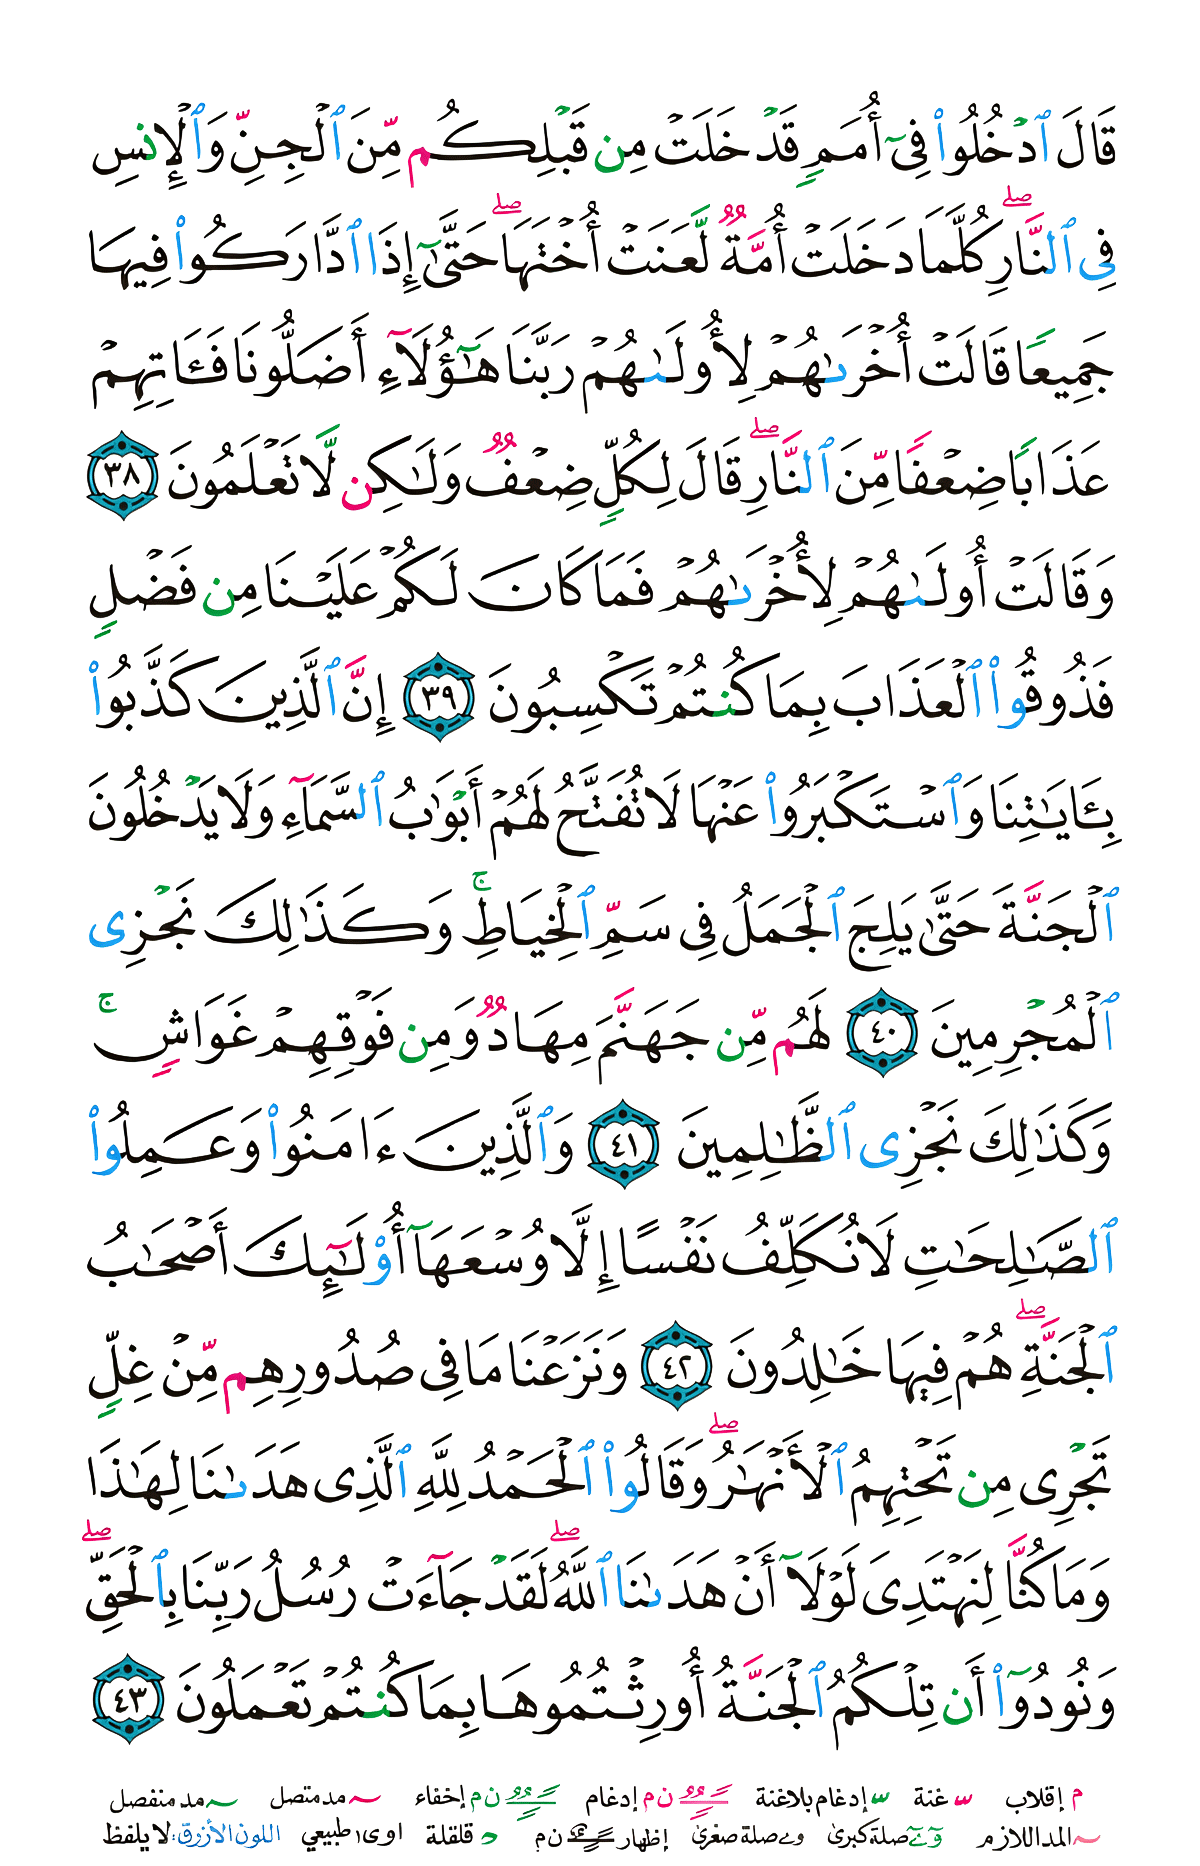 قَالَ ٱدۡخُلُواْ فِيٓ أُمَمٖ قَدۡ خَلَتۡ مِن قَبۡلِكُم مِّنَ ٱلۡجِنِّ وَٱلۡإِنسِ
فِي ٱلنَّارِۖ كُلَّمَا دَخَلَتۡ أُمَّةٞ لَّعَنَتۡ أُخۡتَهَاۖ حَتَّىٰٓ إِذَا ٱدَّارَكُواْ فِيهَا
جَمِيعٗا قَالَتۡ أُخۡرَىٰهُمۡ لِأُولَىٰهُمۡ رَبَّنَا هَٰٓؤُلَآءِ أَضَلُّونَا فَـَٔاتِهِمۡ
عَذَابٗا ضِعۡفٗا مِّنَ ٱلنَّارِۖ قَالَ لِكُلّٖ ضِعۡفٞ وَلَٰكِن لَّا تَعۡلَمُونَ ٣٨
وَقَالَتۡ أُولَىٰهُمۡ لِأُخۡرَىٰهُمۡ فَمَا كَانَ لَكُمۡ عَلَيۡنَا مِن فَضۡلٖ
فَذُوقُواْ ٱلۡعَذَابَ بِمَا كُنتُمۡ تَكۡسِبُونَ ٣٩ إِنَّ ٱلَّذِينَ كَذَّبُواْ
بِـَٔايَٰتِنَا وَٱسۡتَكۡبَرُواْ عَنۡهَا لَا تُفَتَّحُ لَهُمۡ أَبۡوَٰبُ ٱلسَّمَآءِ وَلَا يَدۡخُلُونَ
ٱلۡجَنَّةَ حَتَّىٰ يَلِجَ ٱلۡجَمَلُ فِي سَمِّ ٱلۡخِيَاطِۚ وَكَذَٰلِكَ نَجۡزِي
ٱلۡمُجۡرِمِينَ ٤٠ لَهُم مِّن جَهَنَّمَ مِهَادٞ وَمِن فَوۡقِهِمۡ غَوَاشٖۚ
وَكَذَٰلِكَ نَجۡزِي ٱلظَّٰلِمِينَ ٤١ وَٱلَّذِينَ ءَامَنُواْ وَعَمِلُواْ
ٱلصَّٰلِحَٰتِ لَا نُكَلِّفُ نَفۡسًا إِلَّا وُسۡعَهَآ أُوْلَٰٓئِكَ أَصۡحَٰبُ
ٱلۡجَنَّةِۖ هُمۡ فِيهَا خَٰلِدُونَ ٤٢ وَنَزَعۡنَا مَا فِي صُدُورِهِم مِّنۡ غِلّٖ
تَجۡرِي مِن تَحۡتِهِمُ ٱلۡأَنۡهَٰرُۖ وَقَالُواْ ٱلۡحَمۡدُ لِلَّهِ ٱلَّذِي هَدَىٰنَا لِهَٰذَا
وَمَا كُنَّا لِنَهۡتَدِيَ لَوۡلَآ أَنۡ هَدَىٰنَا ٱللَّهُۖ لَقَدۡ جَآءَتۡ رُسُلُ رَبِّنَا بِٱلۡحَقِّۖ
وَنُودُوٓاْ أَن تِلۡكُمُ ٱلۡجَنَّةُ أُورِثۡتُمُوهَا بِمَا كُنتُمۡ تَعۡمَلُونَ ٤٣
م إقلاب ّ غنة ّ إدغام بلا غنة ـًـٌـٍ ن م إدغام ـًـٌـٍ ن م إخفاء ~ مد متصل ~ مد منفصل
~ المد اللازم و ے صلة كبرى و ے صلة صغرى إظهار ـًـٌـٍ ن م د قلقلة ا و ى طبيعي اللون الأزرق: لا يلفظ